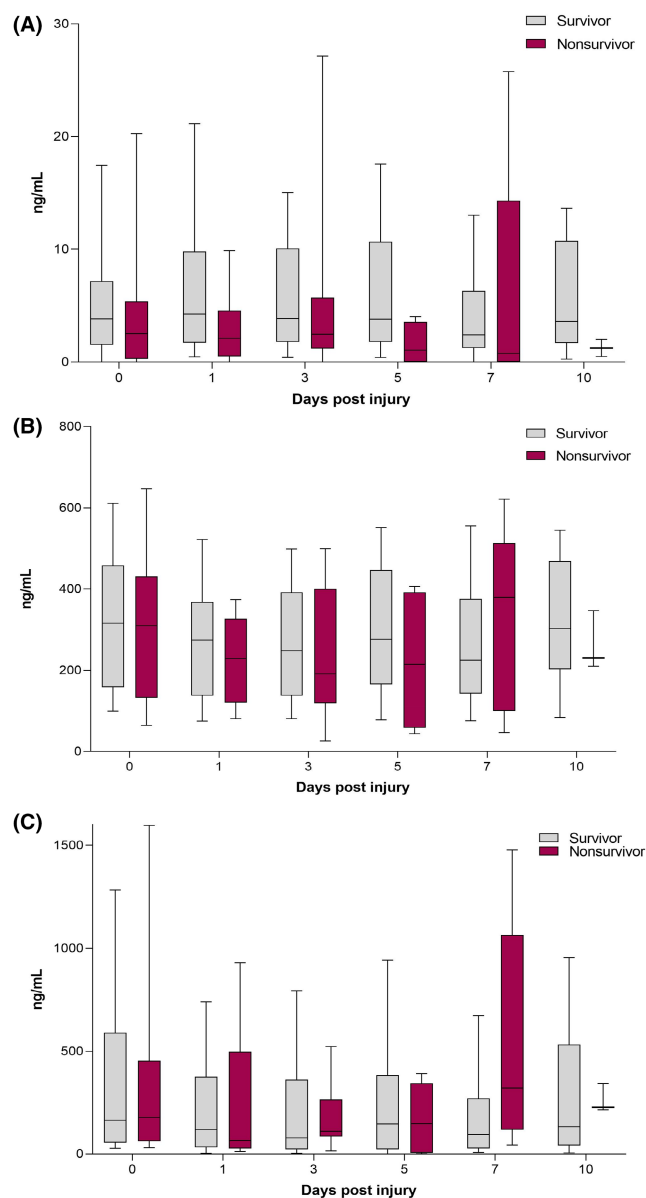 (A)
30
20
10
0
ng/mL
Survivor
Nonsurvivor
0 1 3 5 7 10
Days post injury
(B)
800
600
400
200
0
ng/mL
Survivor
Nonsurvivor
0 1 3 5 7 10
Days post injury
(C)
1500
1000
500
0
ng/mL
Survivor
Nonsurvivor
0 1 3 5 7 10
Days post injury